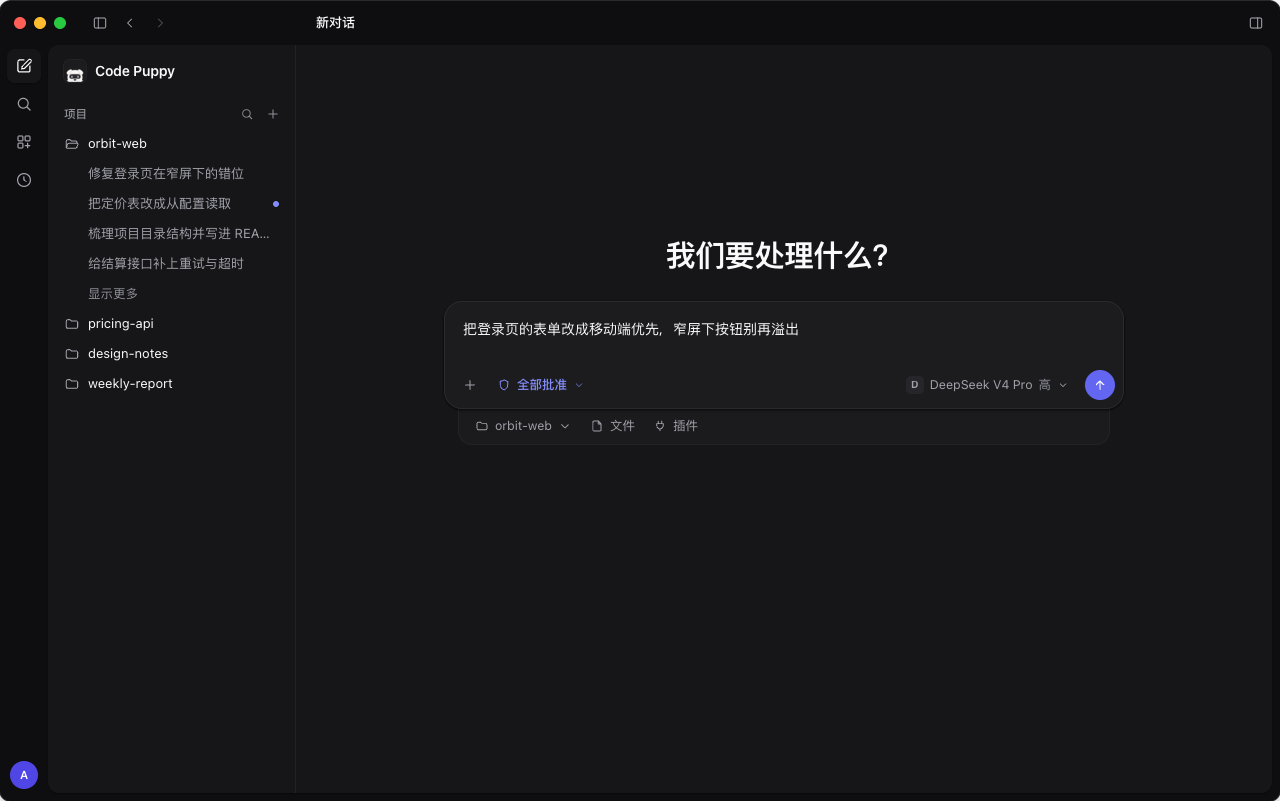 新对话
Code Puppy
项目
orbit-web
修复登录页在窄屏下的错位
把定价表改成从配置读取
梳理项目目录结构并写进 REA...
给结算接口补上重试与超时
显示更多
pricing-api
design-notes
weekly-report
A
我们要处理什么?
把登录页的表单改成移动端优先，窄屏下按钮别再溢出
全部批准
D DeepSeek V4 Pro 高
orbit-web 文件 插件